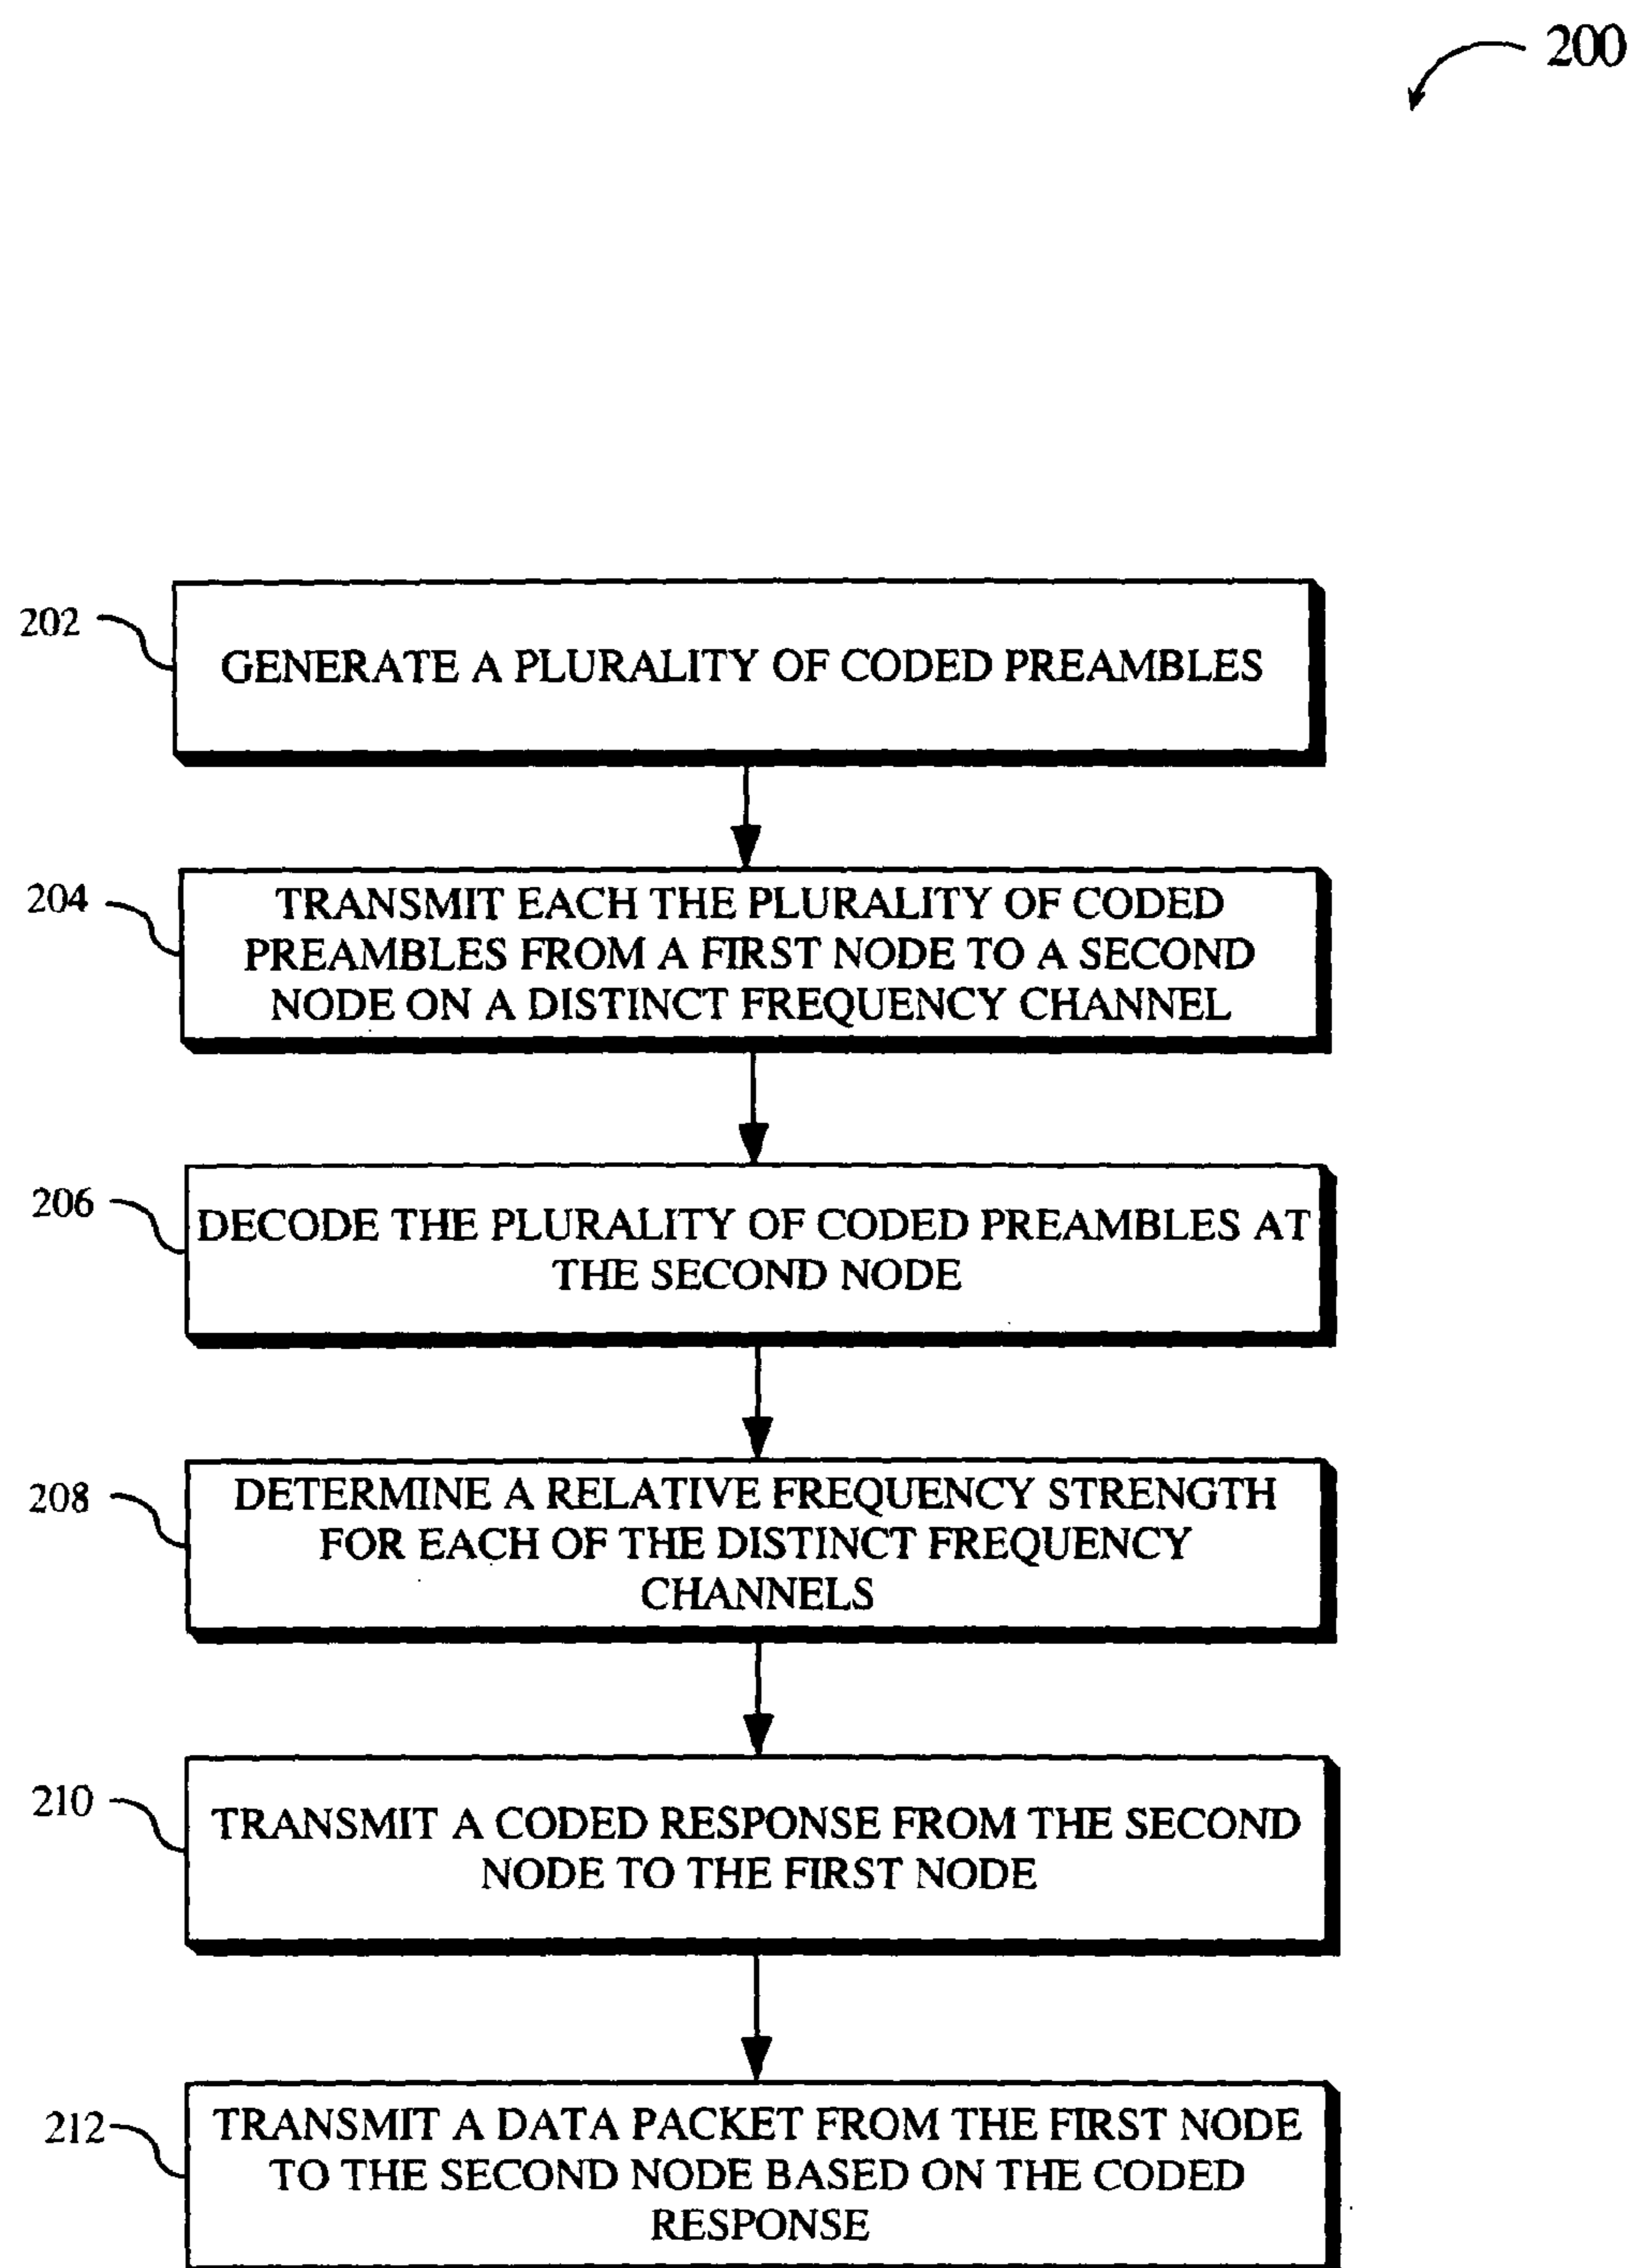 200
202
GENERATE A PLURALITY OF CODED PREAMBLES
204
TRANSMIT EACH THE PLURALITY OF CODED
PREAMBLES FROM A FIRST NODE TO A SECOND
NODE ON A DISTINCT FREQUENCY CHANNEL
206
DECODE THE PLURALITY OF CODED PREAMBLES AT
THE SECOND NODE
208
DETERMINE A RELATIVE FREQUENCY STRENGTH
FOR EACH OF THE DISTINCT FREQUENCY
CHANNELS
210
TRANSMIT A CODED RESPONSE FROM THE SECOND
NODE TO THE FIRST NODE
212
TRANSMIT A DATA PACKET FROM THE FIRST NODE
TO THE SECOND NODE BASED ON THE CODED
RESPONSE